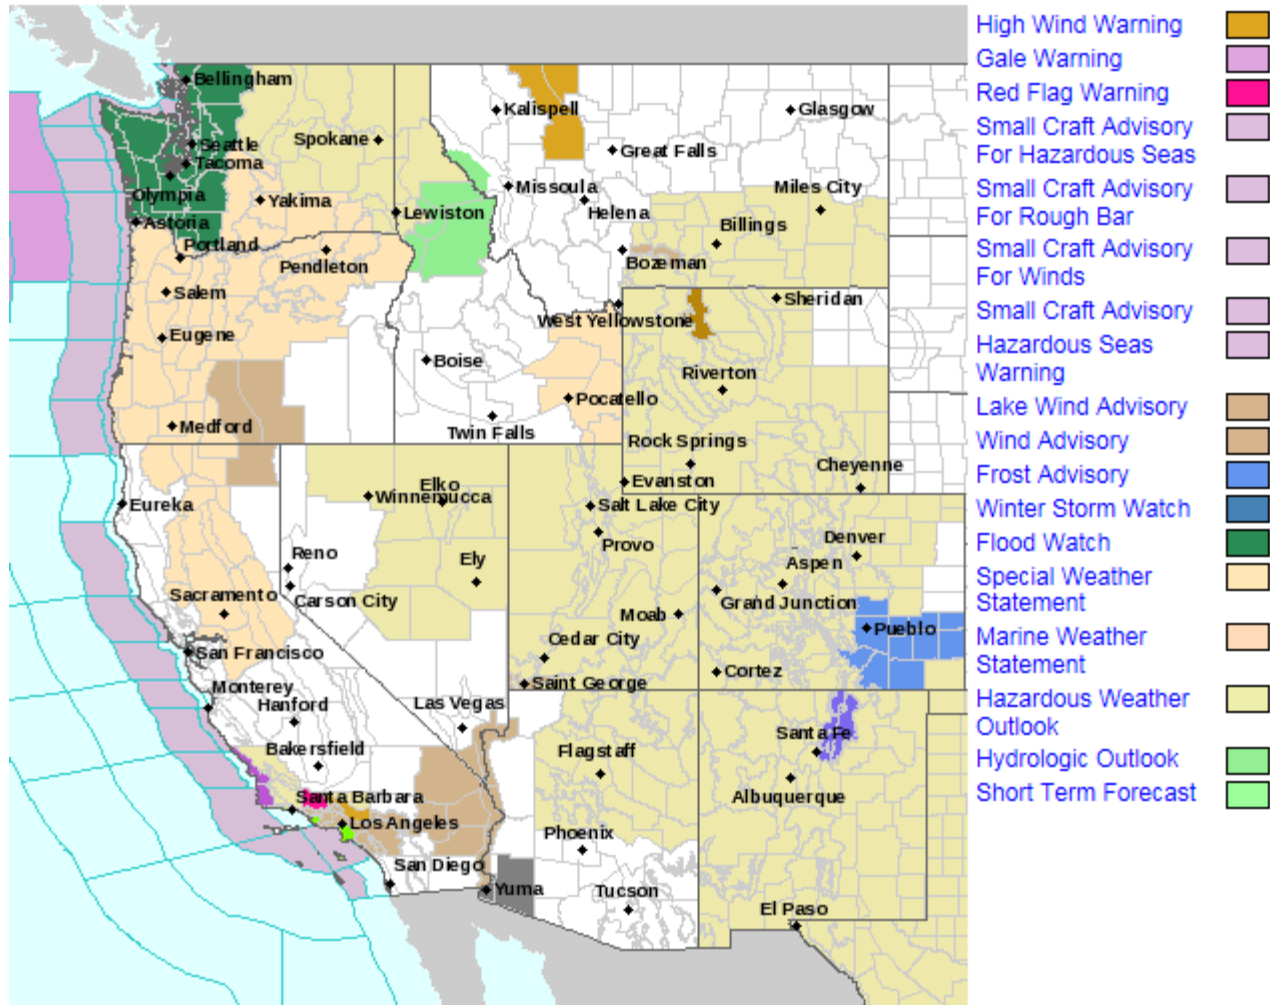 High Wind Warning
Gale Warning
Red Flag Warning
Small Craft Advisory
For Hazardous Seas
Small Craft Advisory
For Rough Bar
Small Craft Advisory
For Winds
Small Craft Advisory
Hazardous Seas
Warning
Lake Wind Advisory
Wind Advisory
Frost Advisory
Winter Storm Watch
Flood Watch
Special Weather
Statement
Marine Weather
Statement
Hazardous Weather
Outlook
Hydrologic Outlook
Short Term Forecast
Bellingham
Kalispell
Glasgow
Spokane
Seattle
Great Falls
Tacoma
Olympia
Yakima
Missoula
Miles City
Lewiston
Helena
Astoria
Billings
Portland
Pendleton
Bozeman
Salem
Sheridan
West Yellowstone
Eugene
Boise
Riverton
Pocatello
Medford
Twin Falls
Rock Springs
Cheyenne
Elko
Evanston
Winnemucca
Eureka
Salt Lake City
Provo
Denver
Reno
Ely
Aspen
Sacramento
Carson City
Grand Junction
Moab
Pueblo
Cedar City
San Francisco
Cortez
Saint George
Monterey
Hanford
Las Vegas
Santa Fe
Bakersfield
Flagstaff
Santa Barbara
Albuquerque
Los Angeles
Phoenix
San Diego
Yuma
Tucson
El Paso